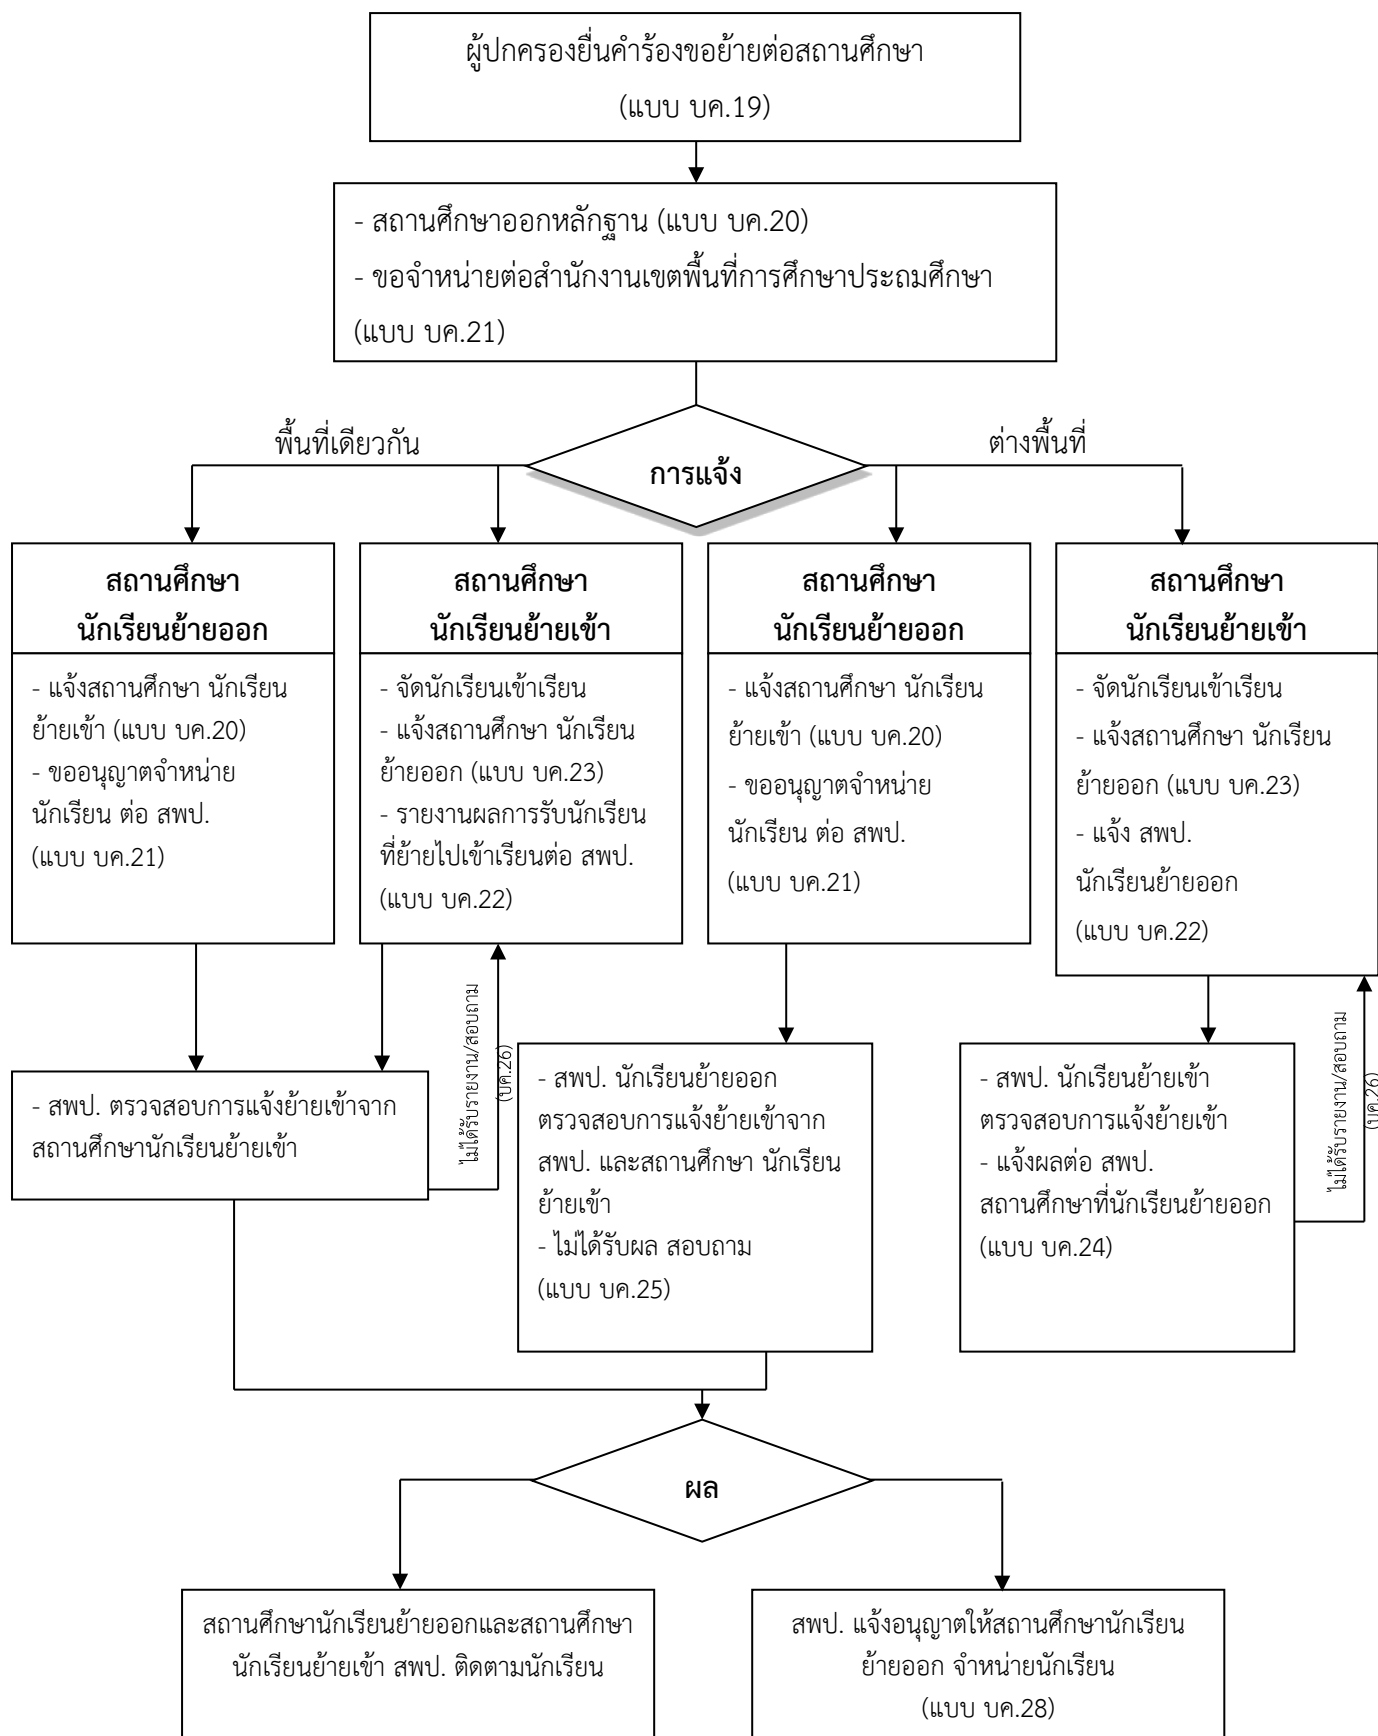 ผู้ปกครองยื่นคำร้องขอย้ายต่อสถานศึกษา
(แบบ บค.19)
- สถานศึกษาออกหลักฐาน (แบบ บค.20)
- ขอจำหน่ายต่อสำนักงานเขตพื้นที่การศึกษาประถมศึกษา
(แบบ บค.21)
พื้นที่เดียวกัน
การแจ้ง
ต่างพื้นที่
สถานศึกษา
นักเรียนย้ายออก
- แจ้งสถานศึกษา นักเรียน
ย้ายเข้า (แบบ บค.20)
- ขออนุญาตจำหน่าย
นักเรียน ต่อ สพป.
(แบบ บค.21)
สถานศึกษา
นักเรียนย้ายเข้า
- จัดนักเรียนเข้าเรียน
- แจ้งสถานศึกษา นักเรียน
ย้ายออก (แบบ บค.23)
- รายงานผลการรับนักเรียน
ที่ย้ายไปเข้าเรียนต่อ สพป.
(แบบ บค.22)
สถานศึกษา
นักเรียนย้ายออก
- แจ้งสถานศึกษา นักเรียน
ย้ายเข้า (แบบ บค.20)
- ขออนุญาตจำหน่าย
นักเรียน ต่อ สพป.
(แบบ บค.21)
สถานศึกษา
นักเรียนย้ายเข้า
- จัดนักเรียนเข้าเรียน
- แจ้งสถานศึกษา นักเรียน
ย้ายออก (แบบ บค.23)
- แจ้ง สพป.
นักเรียนย้ายออก
(แบบ บค.22)
- สพป. ตรวจสอบการแจ้งย้ายเข้าจาก
สถานศึกษานักเรียนย้ายเข้า
ไม่ได้รับรายงาน/สอบถาม
(บค.26)
- สพป. นักเรียนย้ายออก
ตรวจสอบการแจ้งย้ายเข้าจาก
สพป. และสถานศึกษา นักเรียน
ย้ายเข้า
- ไม่ได้รับผล สอบถาม
(แบบ บค.25)
- สพป. นักเรียนย้ายเข้า
ตรวจสอบการแจ้งย้ายเข้า
- แจ้งผลต่อ สพป.
สถานศึกษาที่นักเรียนย้ายออก
(แบบ บค.24)
ไม่ได้รับรายงาน/สอบถาม
(บค.26)
ผล
สถานศึกษานักเรียนย้ายออกและสถานศึกษา
นักเรียนย้ายเข้า สพป. ติดตามนักเรียน
สพป. แจ้งอนุญาตให้สถานศึกษานักเรียน
ย้ายออก จำหน่ายนักเรียน
(แบบ บค.28)